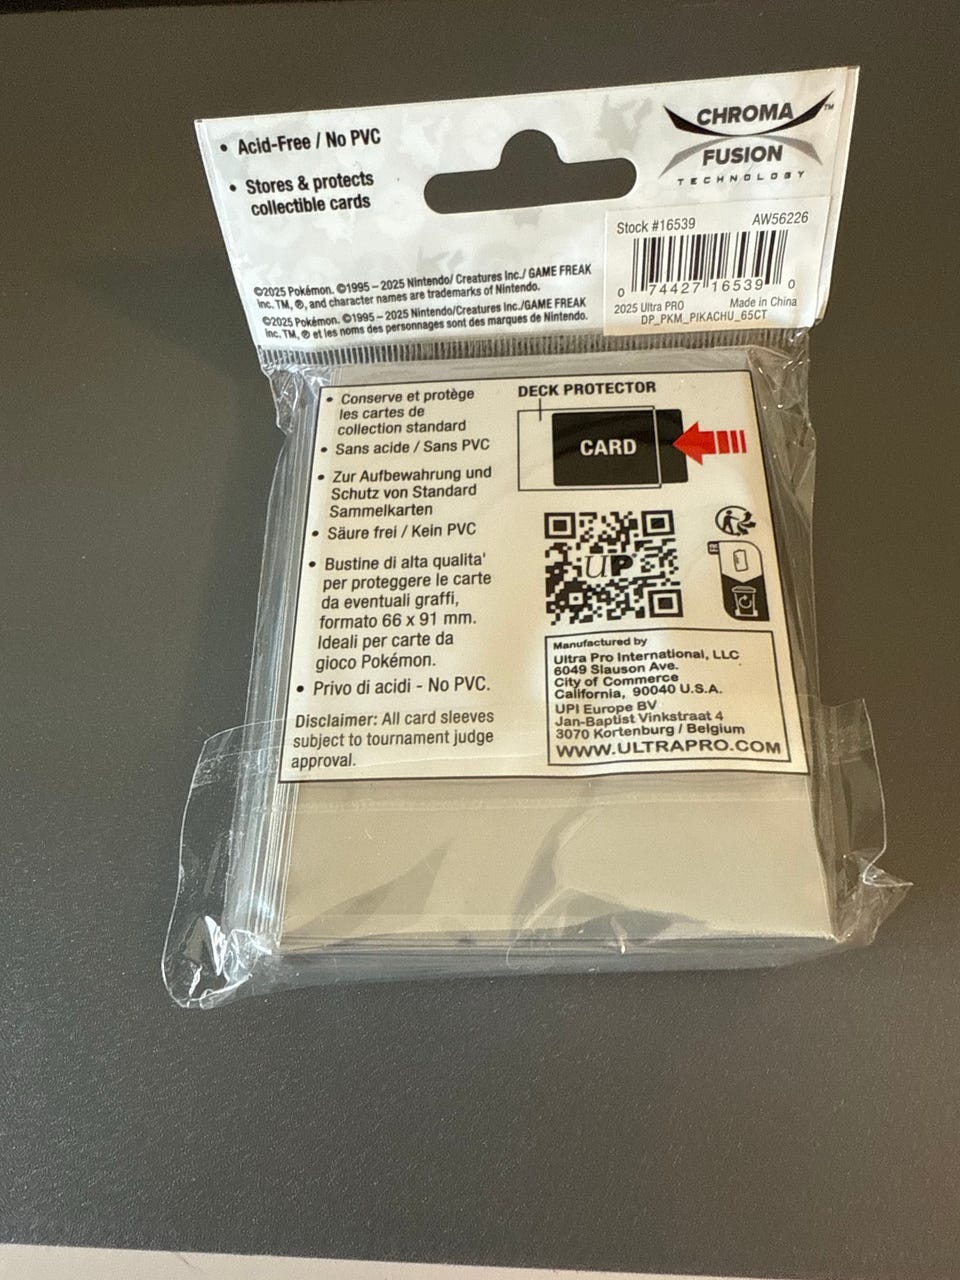 • Acid-Free / No PVC
• Stores & protects
collectible cards
CHROMA™
FUSION
TECHNOLOGY
©2025 Pokémon. ©1995 – 2025 Nintendo/ Creatures Inc./ GAME FREAK
inc. TM, ®, and character names are trademarks of Nintendo.
©2025 Pokémon. ©1995 – 2025 Nintendo/Creatures Inc./GAME FREAK
inc. TM, ® et les noms des personnages sont des marques de Nintendo.
Stock #16539 AW56226
0 74427 16539 0
2025 Ultra PRO Made in China
DP_PKM_PIKACHU_65CT
• Conserve et protège
les cartes de
collection standard
• Sans acide / Sans PVC
• Zur Aufbewahrung und
Schutz von Standard
Sammelkarten
• Säure frei / Kein PVC
• Bustine di alta qualita'
per proteggere le carte
da eventuali graffi,
formato 66 x 91 mm.
Ideali per carte da
gioco Pokémon.
• Privo di acidi - No PVC.
Disclaimer: All card sleeves
subject to tournament judge
approval.
DECK PROTECTOR
CARD
UP
Manufactured by
Ultra Pro International, LLC
6049 Slauson Ave.
City of Commerce
California, 90040 U.S.A.
UPI Europe BV
Jan-Baptist Vinkstraat 4
3070 Kortenburg / Belgium
WWW.ULTRAPRO.COM